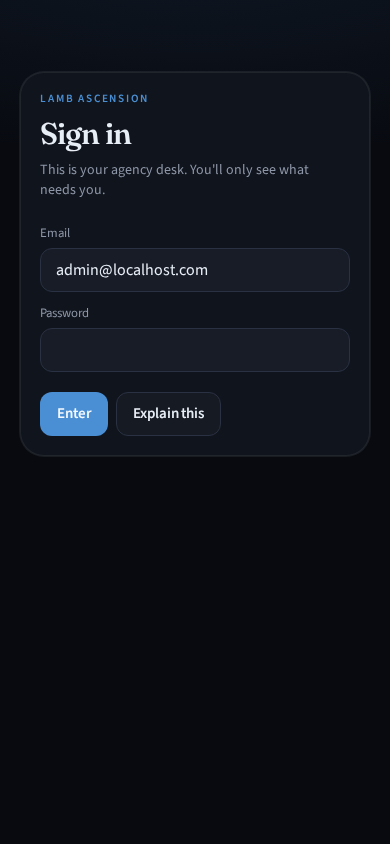 LAMB ASCENSION
Sign in
This is your agency desk. You'll only see what
needs you.
Email
admin@localhost.com
Password
Enter
Explain this